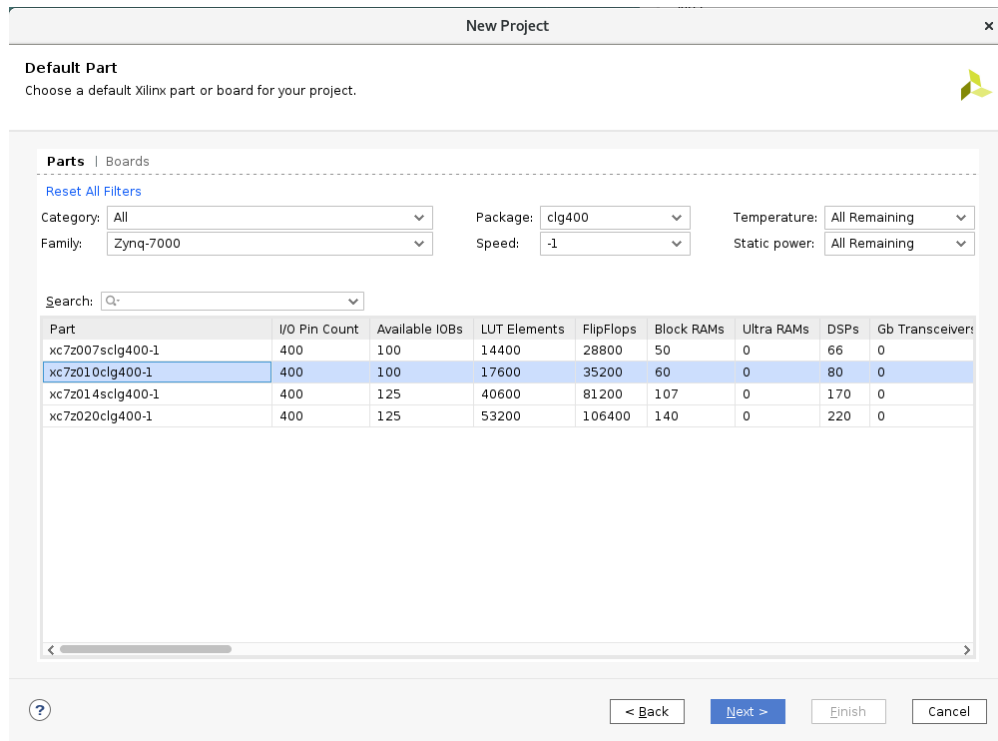 New Project ×
Default Part
Choose a default Xilinx part or board for your project.
Parts | Boards
Reset All Filters
Category: All Package: clg400 Temperature: All Remaining
Family: Zynq-7000 Speed: -1 Static power: All Remaining
Search: Q-
Part I/O Pin Count Available IOBs LUT Elements FlipFlops Block RAMs Ultra RAMs DSPs Gb Transceivers
xc7z007sclg400-1 400 100 14400 28800 50 0 66 0
xc7z010clg400-1 400 100 17600 35200 60 0 80 0
xc7z014sclg400-1 400 125 40600 81200 107 0 170 0
xc7z020clg400-1 400 125 53200 106400 140 0 220 0
? < Back Next > Finish Cancel